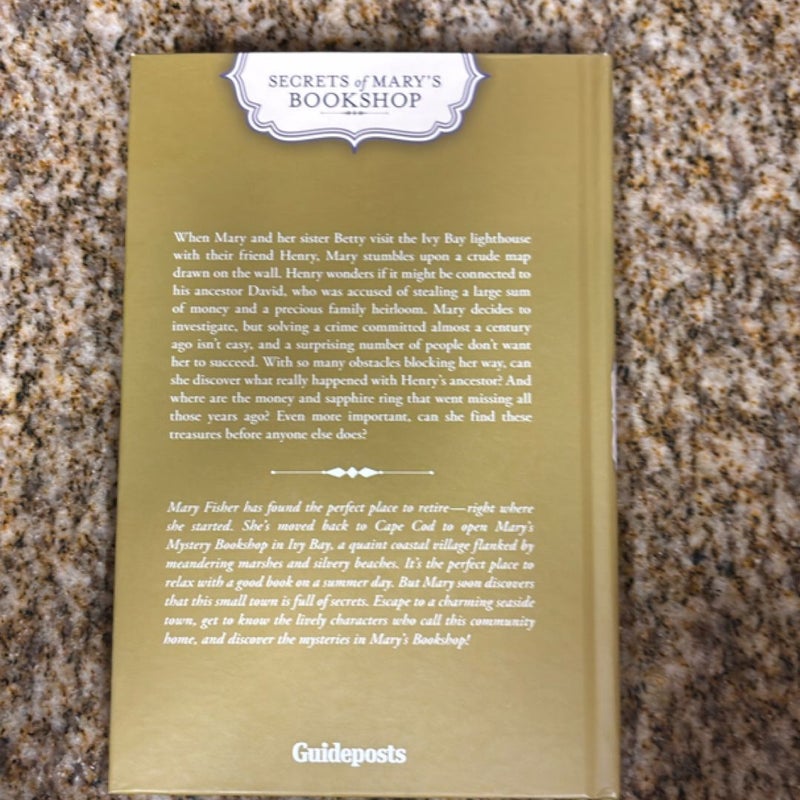 SECRETS of MARY'S
BOOKSHOP
When Mary and her sister Betty visit the Ivy Bay lighthouse
with their friend Henry, Mary stumbles upon a crude map
drawn on the wall. Henry wonders if it might be connected to
his ancestor David, who was accused of stealing a large sum
of money and a precious family heirloom. Mary decides to
investigate, but solving a crime committed almost a century
ago isn't easy, and a surprising number of people don't want
her to succeed. With so many obstacles blocking her way, can
she discover what really happened with Henry's ancestor? And
where are the money and sapphire ring that went missing all
those years ago? Even more important, can she find these
treasures before anyone else does?
Mary Fisher has found the perfect place to retire—right where
she started. She's moved back to Cape Cod to open Mary's
Mystery Bookshop in Ivy Bay, a quaint coastal village flanked by
meandering marshes and silvery beaches. It's the perfect place to
relax with a good book on a summer day. But Mary soon discovers
that this small town is full of secrets. Escape to a charming seaside
town, get to know the lively characters who call this community
home, and discover the mysteries in Mary's Bookshop!
Guideposts